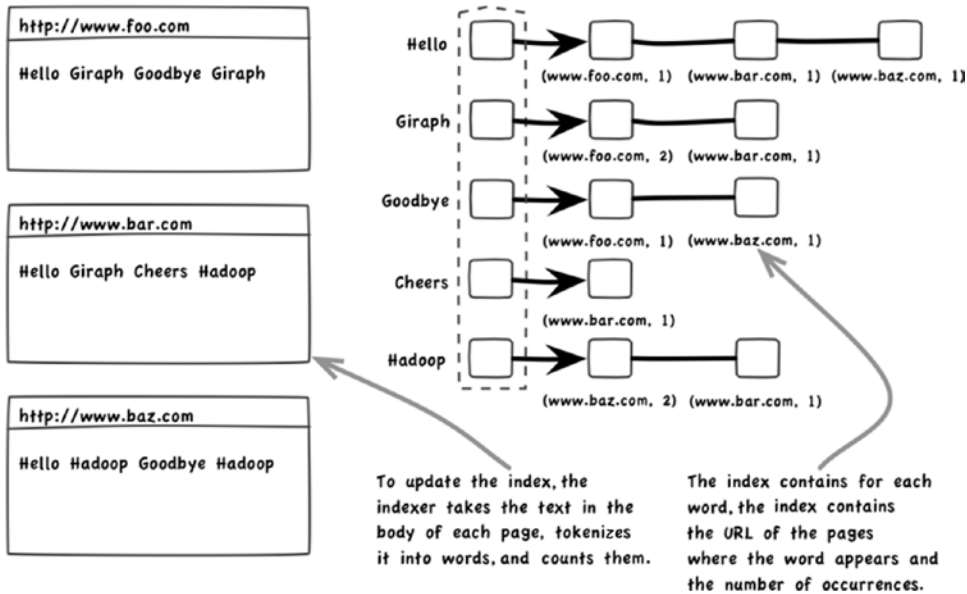 http://www.foo.com
Hello Giraph Goodbye Giraph
http://www.bar.com
Hello Giraph Cheers Hadoop
http://www.baz.com
Hello Hadoop Goodbye Hadoop
Hello
(www.foo.com, 1) (www.bar.com, 1) (www.baz.com, 1)
Giraph
(www.foo.com, 2) (www.bar.com, 1)
Goodbye
(www.foo.com, 1) (www.baz.com, 1)
Cheers
(www.bar.com, 1)
Hadoop
(www.baz.com, 2) (www.bar.com, 1)
To update the index, the
indexer takes the text in the
body of each page, tokenizes
it into words, and counts them.
The index contains for each
word, the index contains
the URL of the pages
where the word appears and
the number of occurrences.